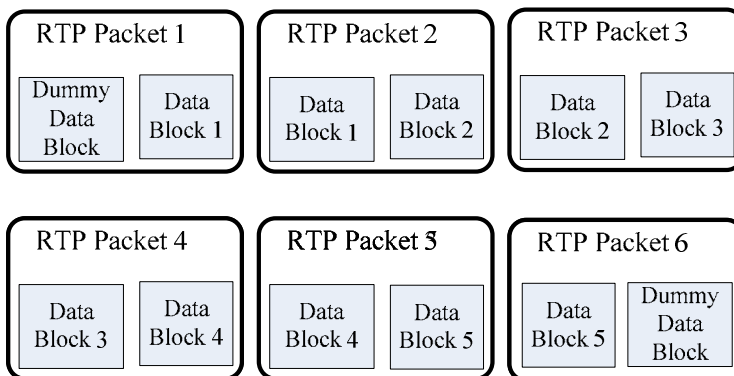 RTP Packet 1
Dummy
Data
Block
Data
Block 1
RTP Packet 2
Data
Block 1
Data
Block 2
RTP Packet 3
Data
Block 2
Data
Block 3
RTP Packet 4
Data
Block 3
Data
Block 4
RTP Packet 5
Data
Block 4
Data
Block 5
RTP Packet 6
Data
Block 5
Dummy
Data
Block